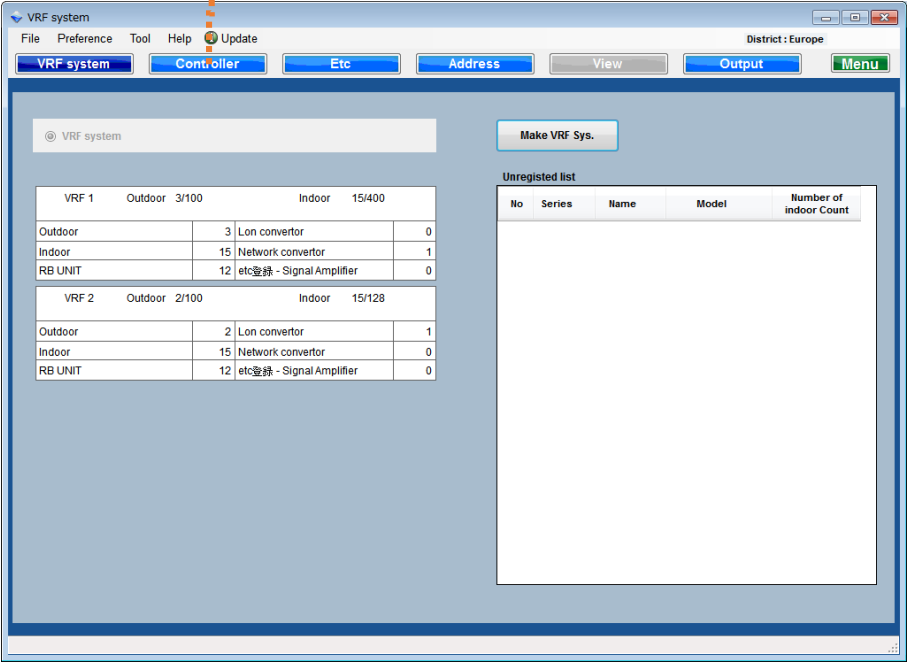 VRF system
File Preference Tool Help Update District : Europe
VRF system Controller Etc Address View Output Menu
VRF system Make VRF Sys.
Unregisted list
No Series Name Model Number of indoor Count
VRF 1 Outdoor 3/100 Indoor 15/400
Outdoor 3 Lon convertor 0
Indoor 15 Network convertor 1
RB UNIT 12 etc登録 - Signal Amplifier 0
VRF 2 Outdoor 2/100 Indoor 15/128
Outdoor 2 Lon convertor 1
Indoor 15 Network convertor 0
RB UNIT 12 etc登録 - Signal Amplifier 0